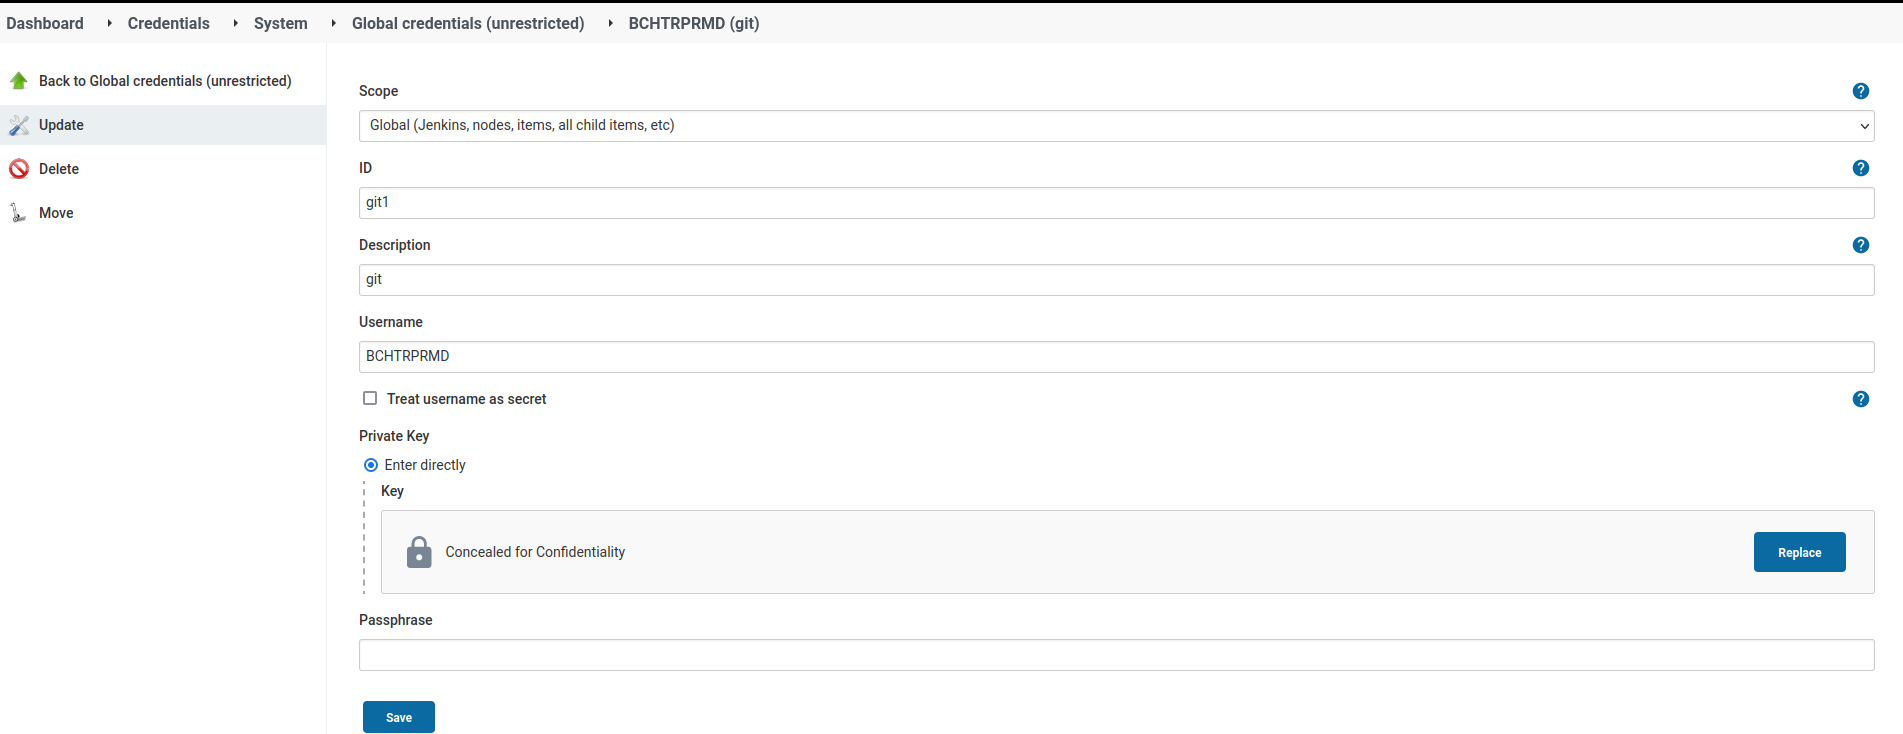 Dashboard Credentials System Global credentials (unrestricted) BCHTRPRMD (git)
Back to Global credentials (unrestricted)
Update
Delete
Move
Scope
Global (Jenkins, nodes, items, all child items, etc)
ID
git1
Description
git
Username
BCHTRPRMD
Treat username as secret
Private Key
Enter directly
Key
Concealed for Confidentiality
Replace
Passphrase
Save